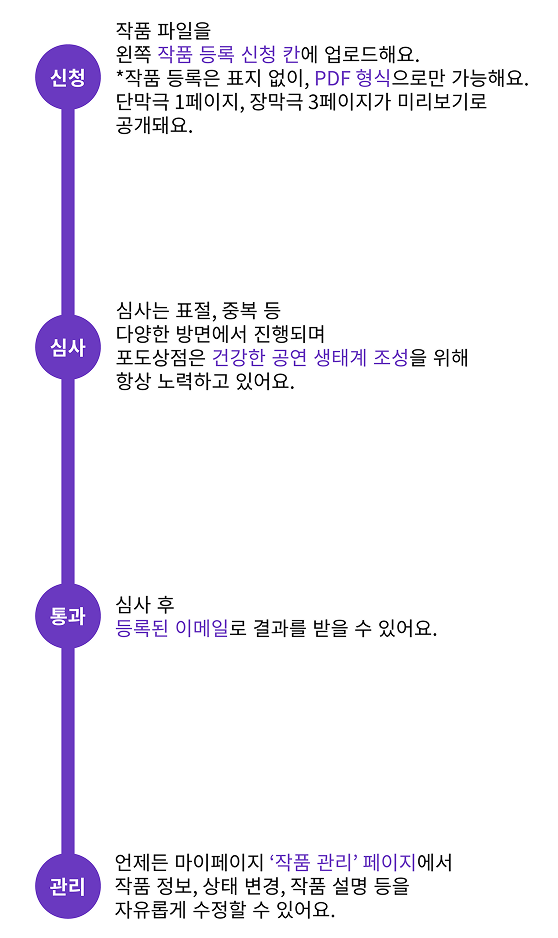 신청
작품 파일을
왼쪽 작품 등록 신청 칸에 업로드해요.
*작품 등록은 표지 없이, PDF 형식으로만 가능해요.
단막극 1페이지, 장막극 3페이지가 미리보기로
공개돼요.
심사
심사는 표절, 중복 등
다양한 방면에서 진행되며
포도상점은 건강한 공연 생태계 조성을 위해
항상 노력하고 있어요.
통과
심사 후
등록된 이메일로 결과를 받을 수 있어요.
관리
언제든 마이페이지 ‘작품 관리’ 페이지에서
작품 정보, 상태 변경, 작품 설명 등을
자유롭게 수정할 수 있어요.